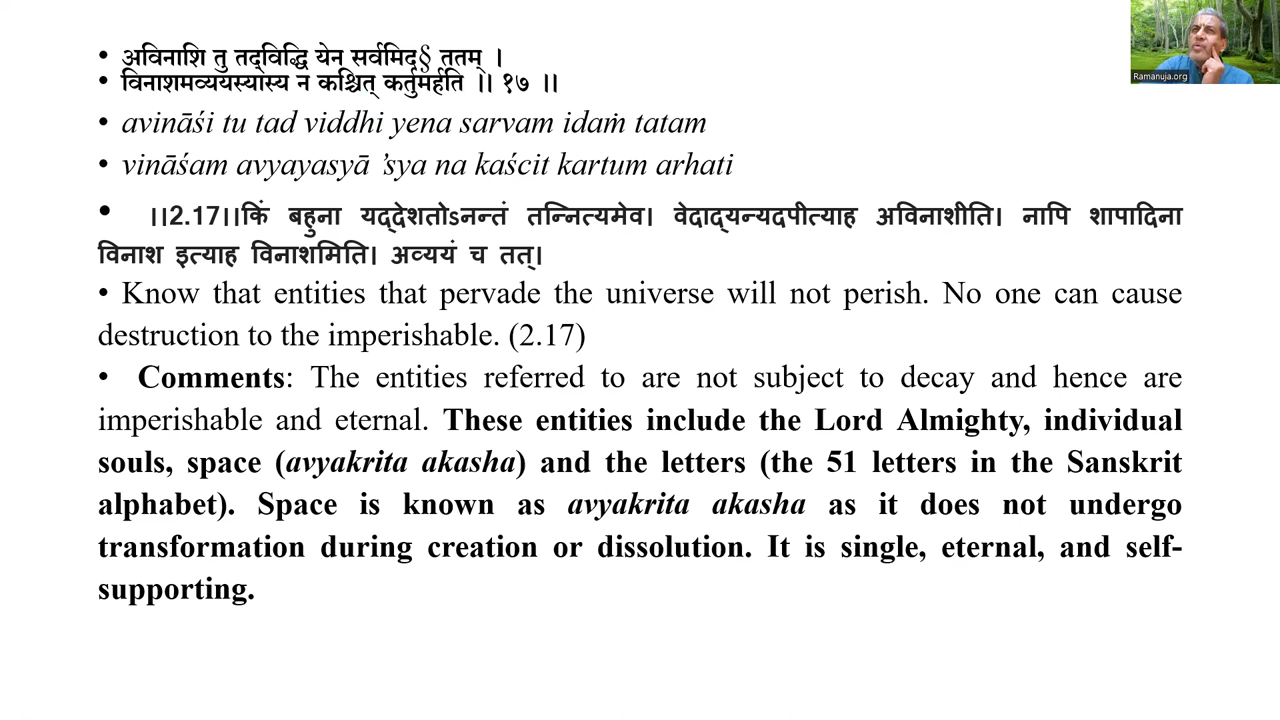 • अविनाशि तु तद्विद्धि येन सर्वमिद§ ततम् ।
• विनाशमव्ययस्यास्य न कश्चित् कर्तुमर्हति ।। १७ ।।
• avināśi tu tad viddhi yena sarvam idaṁ tatam
• vināśam avyayasyā ’sya na kaścit kartum arhati
• ।।2.17।।किं बहुना यद्देशतोऽनन्तं तन्नित्यमेव। वेदाद्यन्यदपीत्याह अविनाशीति। नापि शापादिना
विनाश इत्याह विनाशमिति। अव्ययं च तत्।
• Know that entities that pervade the universe will not perish. No one can cause
destruction to the imperishable. (2.17)
• Comments: The entities referred to are not subject to decay and hence are
imperishable and eternal. These entities include the Lord Almighty, individual
souls, space (avyakrita akasha) and the letters (the 51 letters in the Sanskrit
alphabet). Space is known as avyakrita akasha as it does not undergo
transformation during creation or dissolution. It is single, eternal, and self-
supporting.
Ramanuja.org